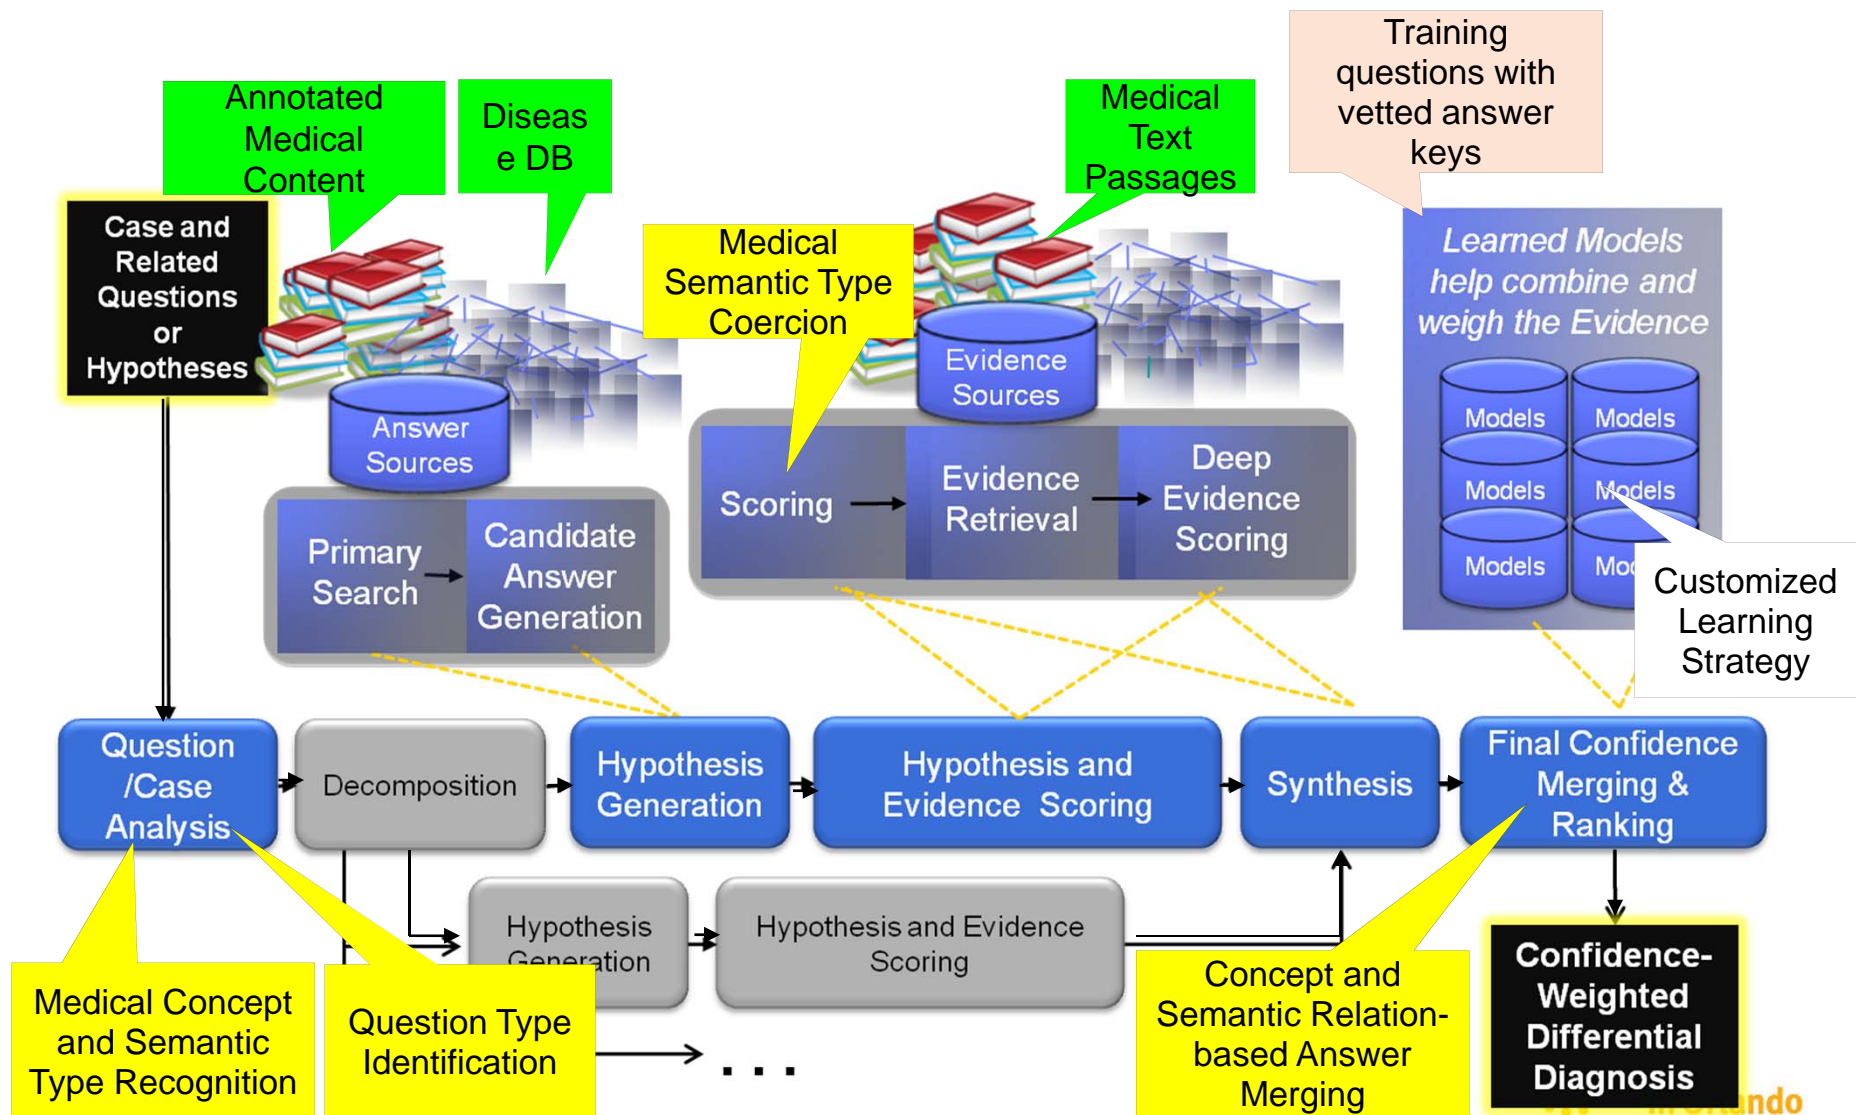 Training
questions with
vetted answer
keys
Annotated
Medical
Content
Diseas
e DB
Medical
Text
Passages
Case and
Related
Questions
or
Hypotheses
Medical
Semantic Type
Coercion
Learned Models
help combine and
weigh the Evidence
Answer
Sources
Evidence
Sources
Models
Models
Models
Models
Models
Primary
Search
Candidate
Answer
Generation
Scoring
Evidence
Retrieval
Deep
Evidence
Scoring
Customized
Learning
Strategy
Question
/Case
Analysis
Decomposition
Hypothesis
Generation
Hypothesis and
Evidence Scoring
Synthesis
Final Confidence
Merging &
Ranking
Hypothesis
Generation
Hypothesis and Evidence
Scoring
Medical Concept
and Semantic
Type Recognition
Question Type
Identification
. . .
Concept and
Semantic Relation-
based Answer
Merging
Confidence-
Weighted
Differential
Diagnosis